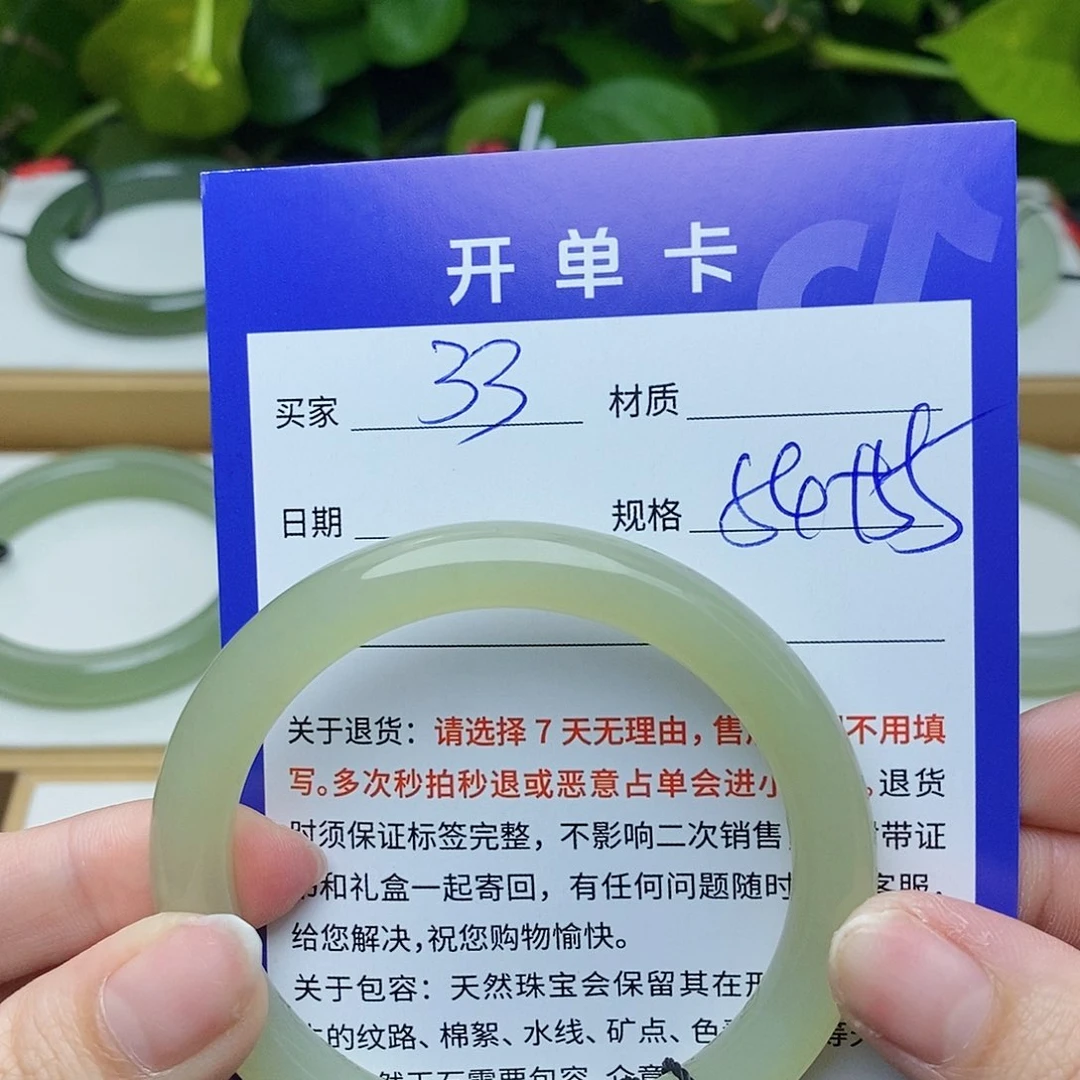 开单卡
买家 33 材质
日期 规格
关于退货：请选择 7 天无理由，售 不用填
写。多次秒拍秒退或恶意占单会进小 。退货
时须保证标签完整，不影响二次销售 带证
和礼盒一起寄回，有任何问题随时 客服，
给您解决，祝您购物愉快。
关于包容：天然珠宝会保留其在形
的纹路、棉絮、水线、矿点、色 等